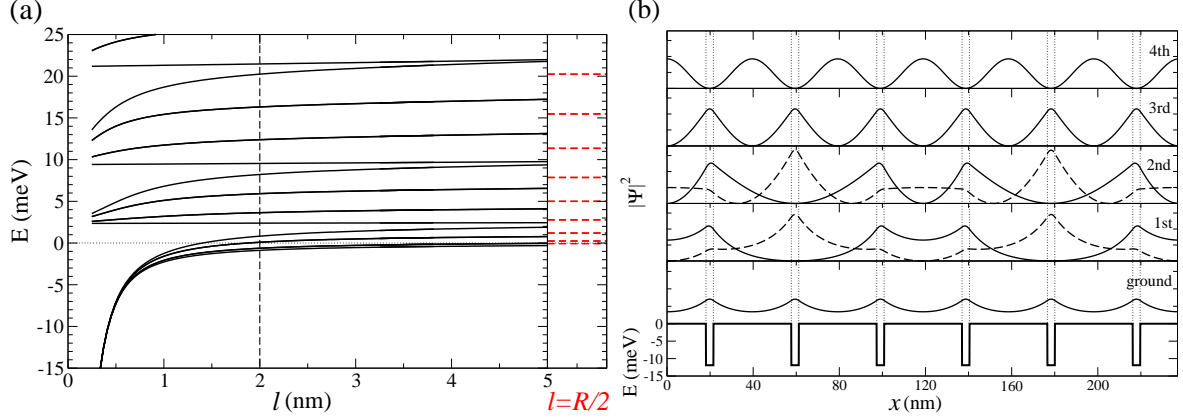 (a)
25
20
15
10
5
0
-5
-10
-15
E (meV)
0
1
2
3
4
5
l (nm)
l=R/2
(b)
4th
3rd
2nd
1st
ground
|Ψ|²
0
-5
-10
-15
E (meV)
0
40
80
120
160
200
x (nm)